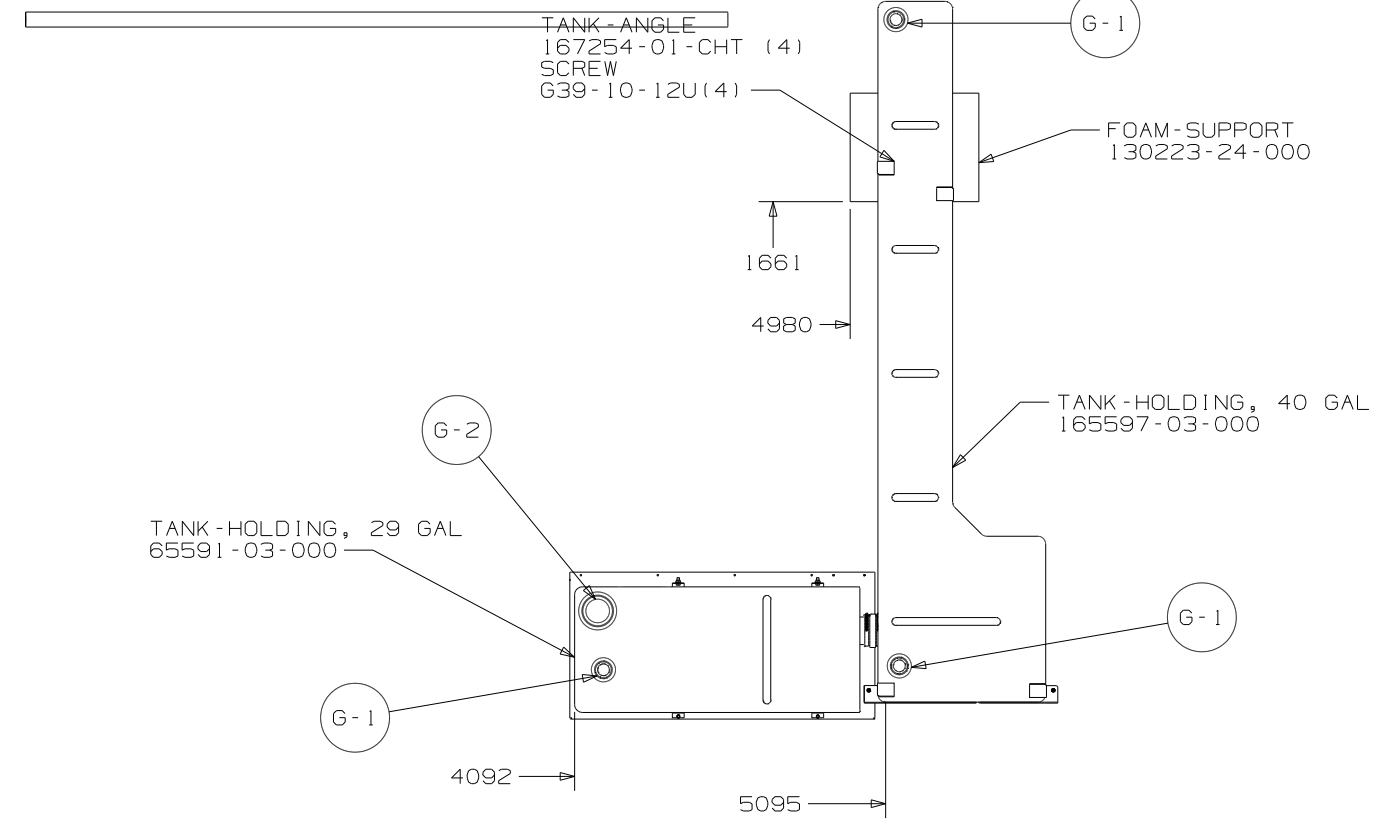 TANK-ANGLE
167254-01-CHT (4)
SCREW
G39-10-12U(4)
G-1
FOAM-SUPPORT
130223-24-000
1661
4980
TANK-HOLDING, 40 GAL
165597-03-000
G-2
TANK-HOLDING, 29 GAL
65591-03-000
G-1
G-1
4092
5095